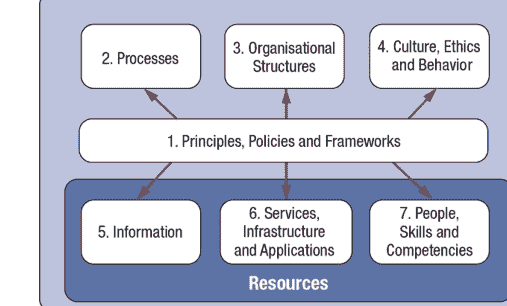 2. Processes
3. Organisational
Structures
4. Culture, Ethics
and Behavior
1. Principles, Policies and Frameworks
5. Information
6. Services,
Infrastructure
and Applications
7. People,
Skills and
Competencies
Resources